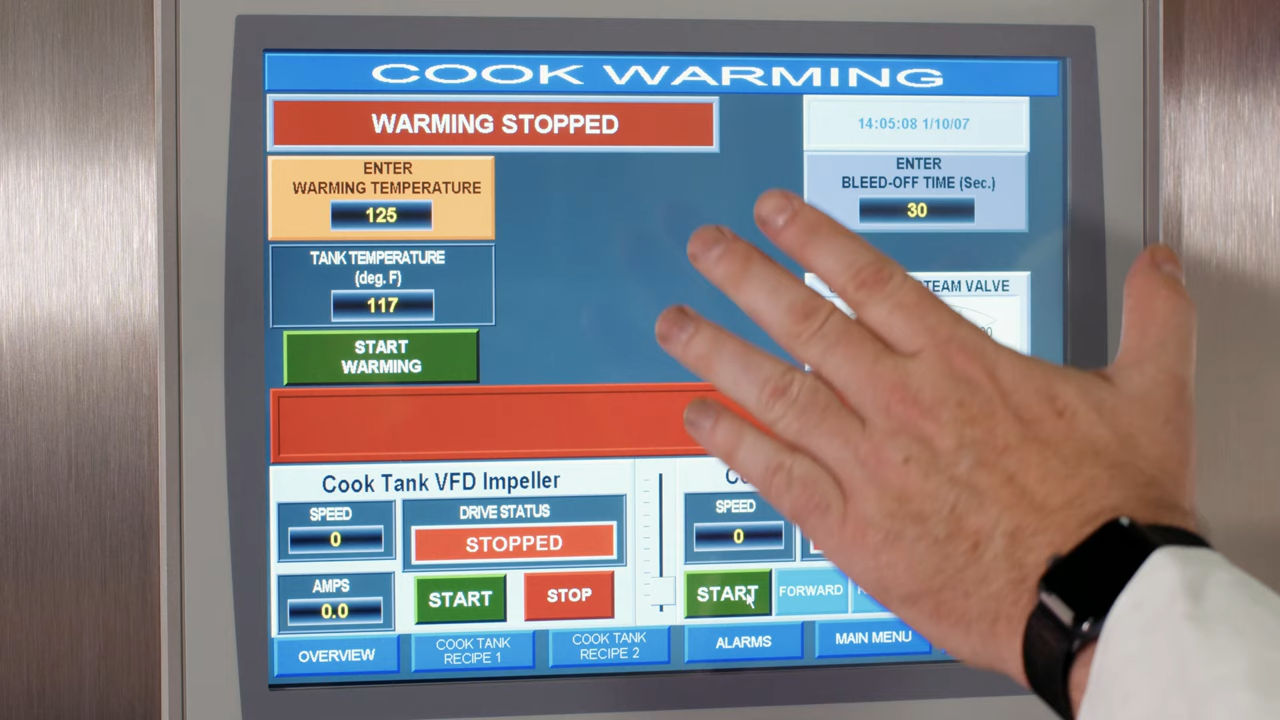 COOK WARMING
WARMING STOPPED
14:05:08 1/10/07
ENTER
WARMING TEMPERATURE
125
ENTER
BLEED-OFF TIME (Sec.)
30
TANK TEMPERATURE
(deg. F)
117
VALVE
START
WARMING
Cook Tank VFD Impeller
SPEED
0
DRIVE STATUS
STOPPED
AMPS
0.0
START
STOP
SPEED
0
START
FORWARD
OVERVIEW
COOK TANK
RECIPE 1
COOK TANK
RECIPE 2
ALARMS
MAIN MENU